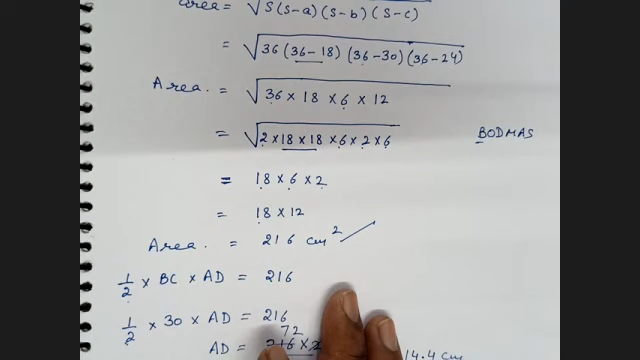 Area = √S(S-a)(S-b)(S-c)
= √36(36-18)(36-30)(36-24)
Area. = √36 × 18 × 6 × 12
= √2 × 18 × 18 × 6 × 2 × 6
BODMAS
= 18 × 6 × 2
= 18 × 12
Area. = 216 cm²
1/2 × BC × AD = 216
1/2 × 30 × AD = 216
72
AD = 216 × 2
14.4 cm